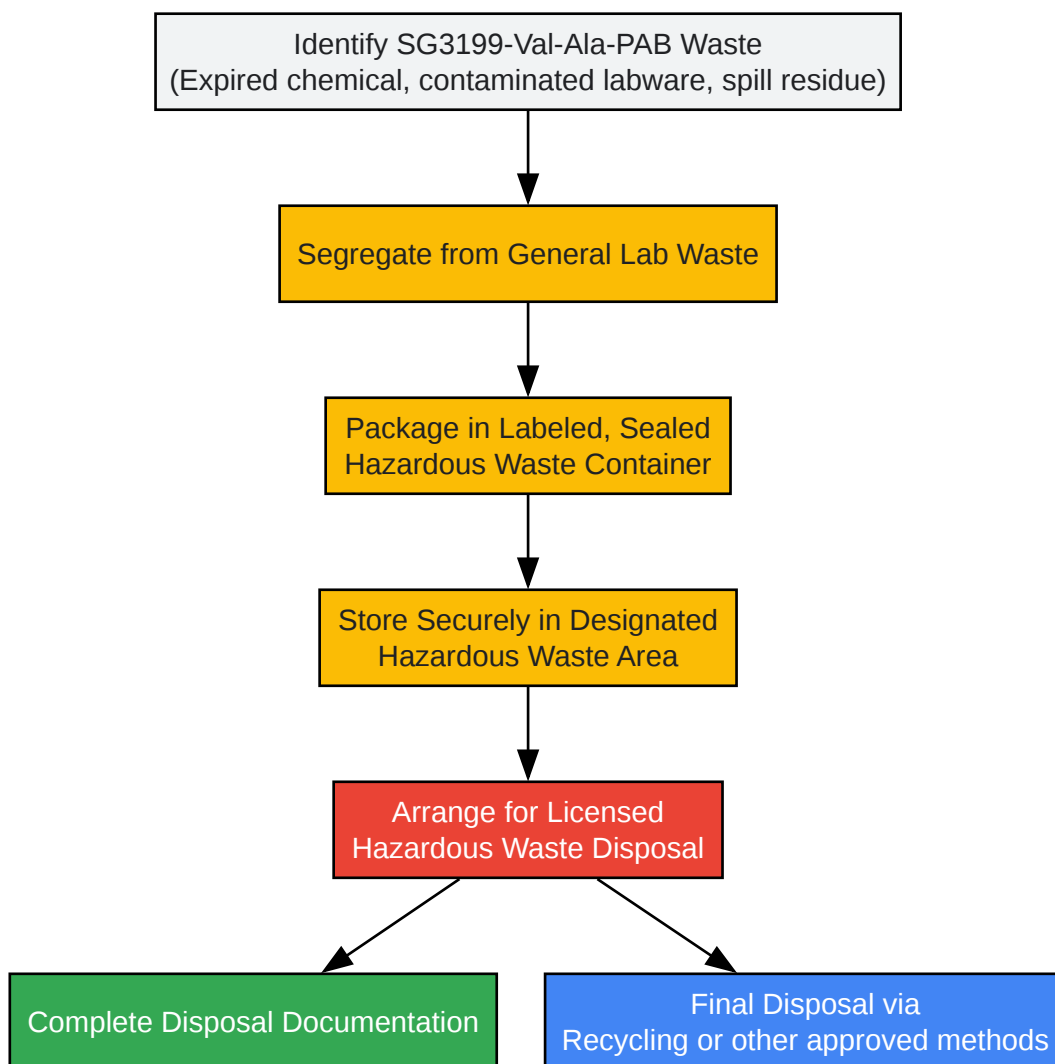 Identify SG3199-Val-Ala-PAB Waste
(Expired chemical, contaminated labware, spill residue)
Segregate from General Lab Waste
Package in Labeled, Sealed
Hazardous Waste Container
Store Securely in Designated
Hazardous Waste Area
Arrange for Licensed
Hazardous Waste Disposal
Complete Disposal Documentation
Final Disposal via
Recycling or other approved methods